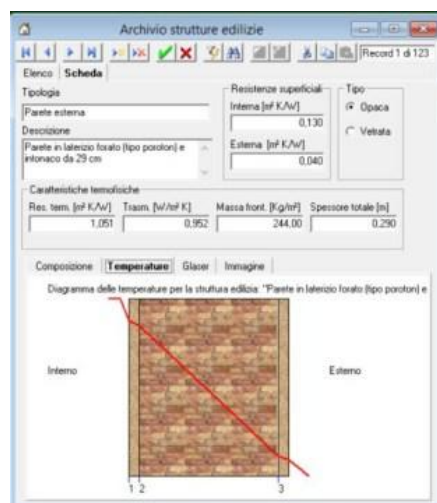 Archivio strutture edilizie
Record 1 di 123
Elenco Scheda
Tipologia
Parete esterna
Descrizione
Parete in laterizio forato (tipo poroton) e
intonaco da 29 cm
Resistenze superficiali
Interna [m² K/W]
0,130
Esterna [m² K/W]
0,040
Tipo
Opaca
Vetrata
Caratteristiche termofisiche
Res. term. [m² K/W] Trasm. [W/m² K] Massa front. [Kg/m²] Spessore totale [m]
1,051 0,952 244,00 0,290
Composizione Temperature Glaser Immagine
Diagramma delle temperature per la struttura edilizia: "Parete in laterizio forato (tipo poroton) e
Interno Esterno
1 2 3